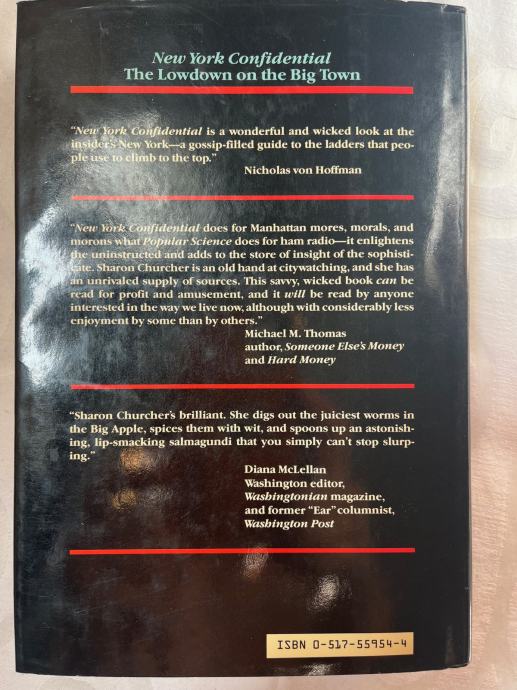 New York Confidential
The Lowdown on the Big Town
"New York Confidential is a wonderful and wicked look at the
insider's New York—a gossip-filled guide to the ladders that peo-
ple use to climb to the top."
Nicholas von Hoffman
"New York Confidential does for Manhattan mores, morals, and
morons what Popular Science does for ham radio—it enlightens
the uninstructed and adds to the store of insight of the sophisti-
cate. Sharon Churcher is an old hand at citywatching, and she has
an unrivaled supply of sources. This savvy, wicked book can be
read for profit and amusement, and it will be read by anyone
interested in the way we live now, although with considerably less
enjoyment by some than by others."
Michael M. Thomas
author, Someone Else's Money
and Hard Money
"Sharon Churcher's brilliant. She digs out the juiciest worms in
the Big Apple, spices them with wit, and spoons up an astonish-
ing, lip-smacking salmagundi that you simply can't stop slurp-
ing."
Diana McLellan
Washington editor,
Washingtonian magazine,
and former "Ear" columnist,
Washington Post
ISBN 0-517-55954-4